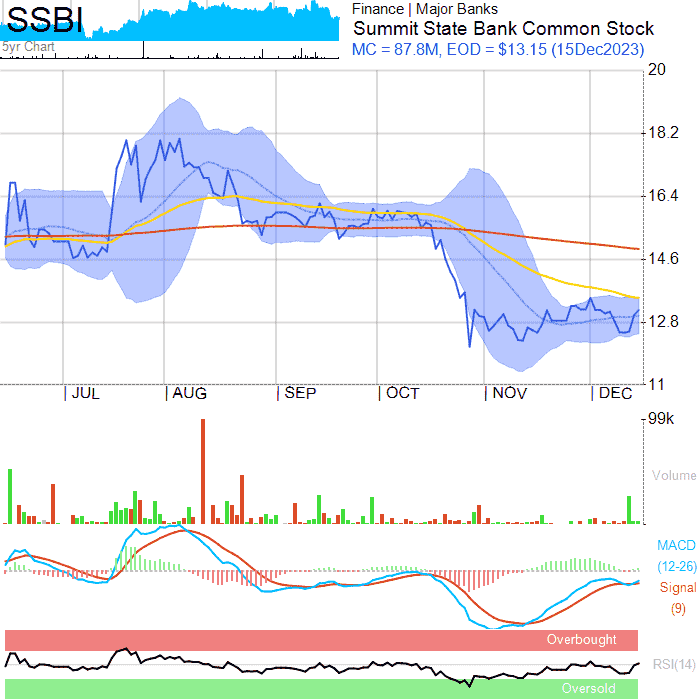 SSBI
5yr Chart
Finance | Major Banks
Summit State Bank Common Stock
MC = 87.8M, EOD = $13.15 (15Dec2023)
20
18.2
16.4
14.6
12.8
11
| JUL | AUG | SEP | OCT | NOV | DEC
99k
Volume
MACD
(12-26)
Signal
(9)
Overbought
RSI(14)
Oversold